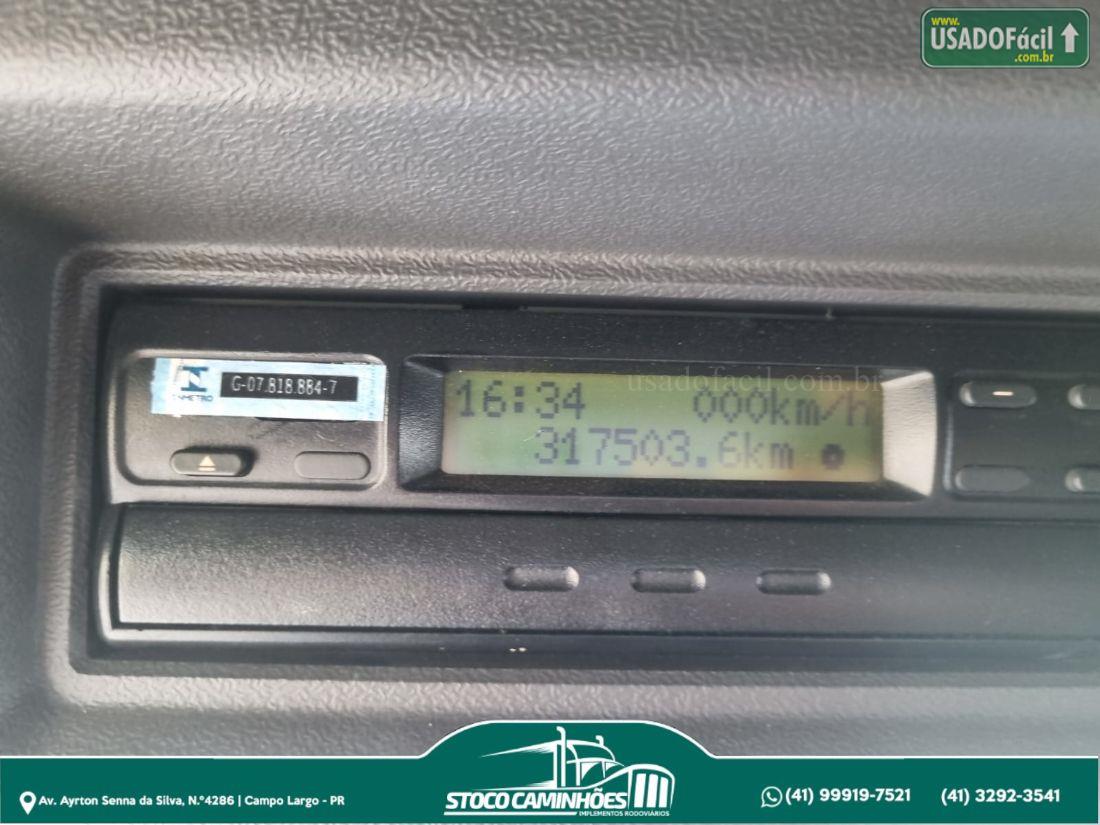 www.
USADOFácil
.com.br
usadofacil.com.br
INMETRO
G-07.818.884-7
16:34 000km/h
317503.6km
Av. Ayrton Senna da Silva, N.º4286 | Campo Largo - PR
STOCO CAMINHÕES
IMPLEMENTOS RODOVIÁRIOS
(41) 99919-7521
(41) 3292-3541